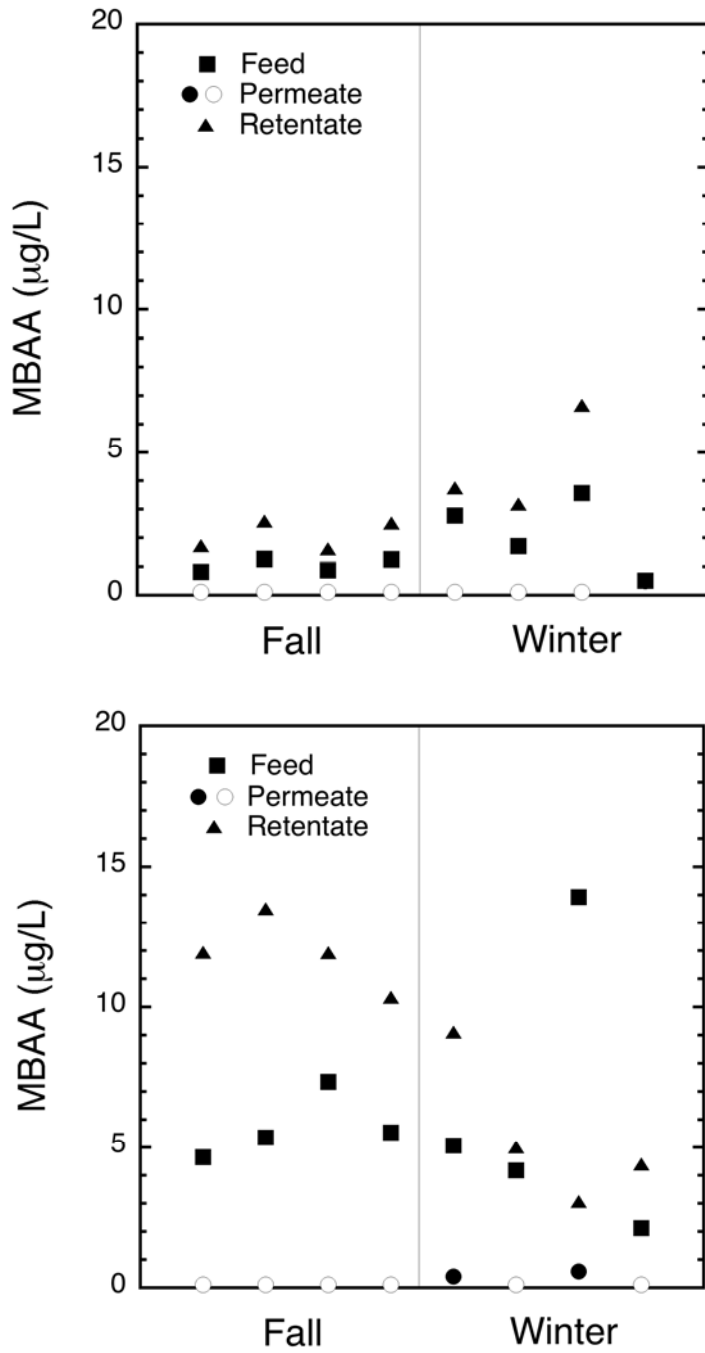 20
15
10
5
0
MBAA (μg/L)
Feed
Permeate
Retentate
Fall
Winter
20
15
10
5
0
MBAA (μg/L)
Feed
Permeate
Retentate
Fall
Winter